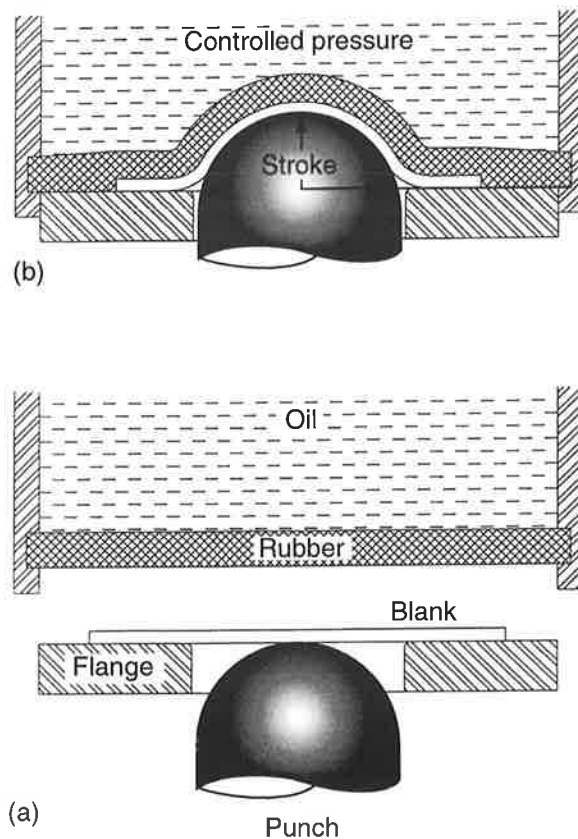 Controlled pressure
Stroke
(b)
Oil
Rubber
Blank
Flange
(a)
Punch